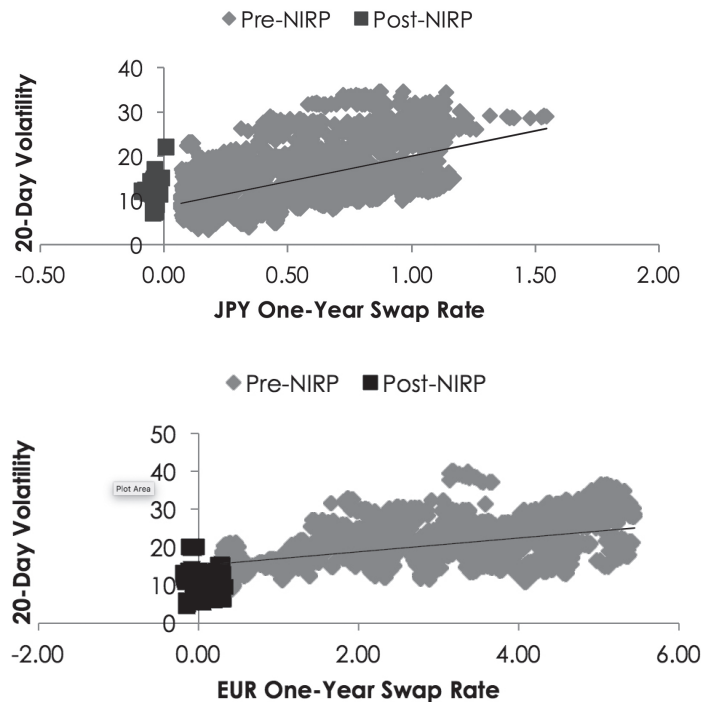 Pre-NIRP Post-NIRP
20-Day Volatility
40
30
20
10
0
-0.50 0.00 0.50 1.00 1.50 2.00
JPY One-Year Swap Rate
Pre-NIRP Post-NIRP
20-Day Volatility
50
40
Plot Area
30
20
10
0
-2.00 0.00 2.00 4.00 6.00
EUR One-Year Swap Rate